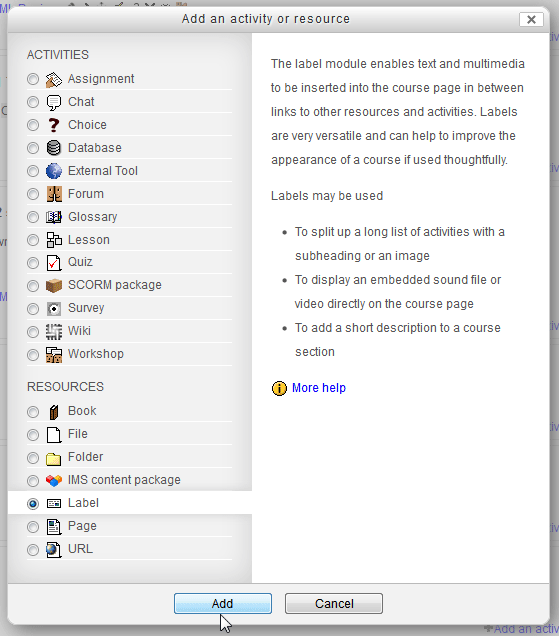 Add an activity or resource
ACTIVITIES
Assignment
Chat
Choice
Database
External Tool
Forum
Glossary
Lesson
Quiz
SCORM package
Survey
Wiki
Workshop
RESOURCES
Book
File
Folder
IMS content package
Label
Page
URL
The label module enables text and multimedia
to be inserted into the course page in between
links to other resources and activities. Labels
are very versatile and can help to improve the
appearance of a course if used thoughtfully.
Labels may be used
• To split up a long list of activities with a
subheading or an image
• To display an embedded sound file or
video directly on the course page
• To add a short description to a course
section
More help
Add
Cancel
Add an activ